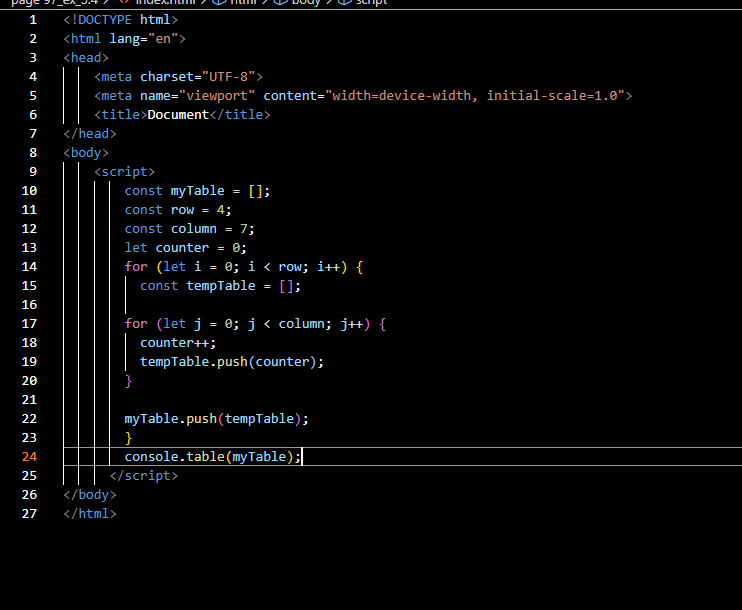 page 97_ex_3.4 > <> index.html > html > body > script
1 <!DOCTYPE html>
2 <html lang="en">
3 <head>
4 <meta charset="UTF-8">
5 <meta name="viewport" content="width=device-width, initial-scale=1.0">
6 <title>Document</title>
7 </head>
8 <body>
9 <script>
10 const myTable = [];
11 const row = 4;
12 const column = 7;
13 let counter = 0;
14 for (let i = 0; i < row; i++) {
15 const tempTable = [];
16
17 for (let j = 0; j < column; j++) {
18 counter++;
19 tempTable.push(counter);
20 }
21
22 myTable.push(tempTable);
23 }
24 console.table(myTable);
25 </script>
26 </body>
27 </html>